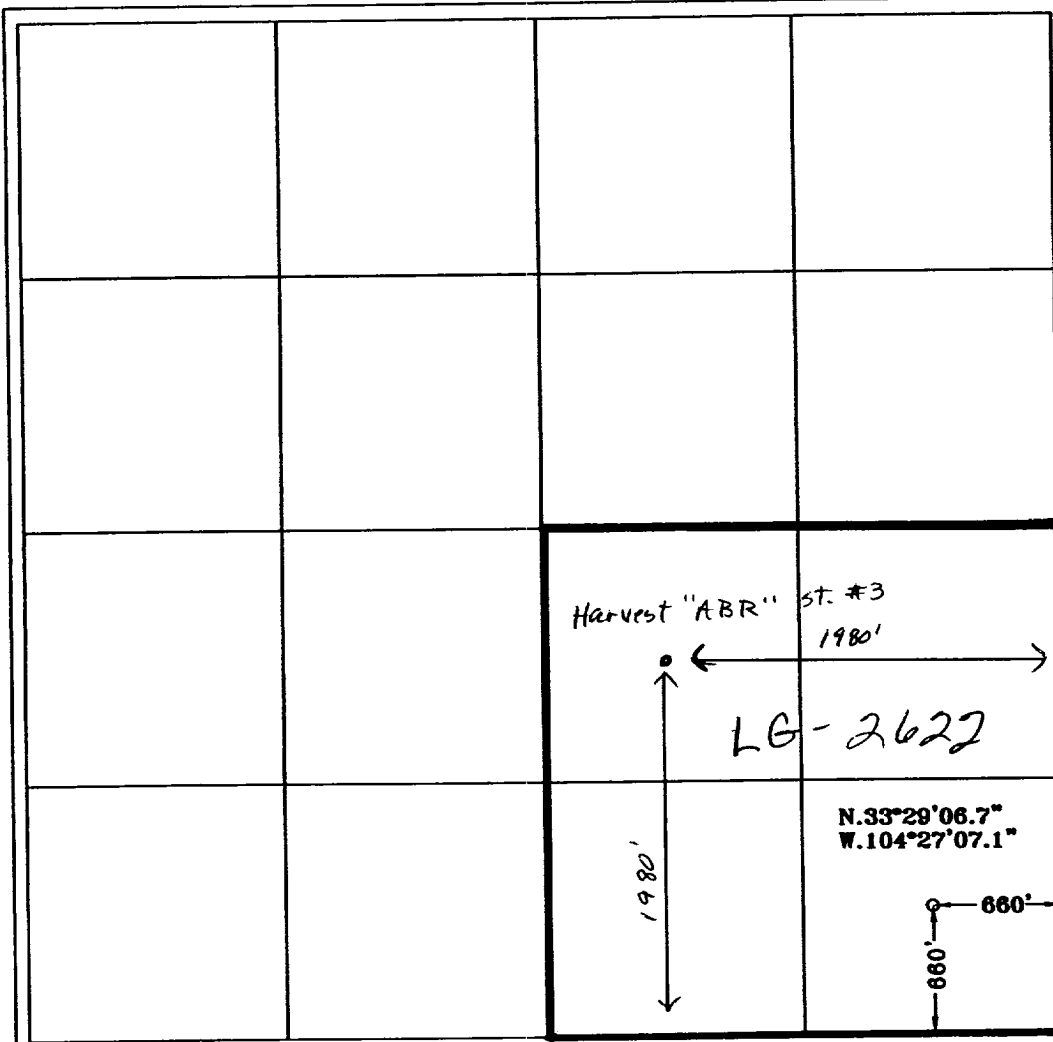 Harvest "ABR" St. #3
1980'
LG-2622
N.33°29'06.7"
W.104°27'07.1"
1980'
660'
660'